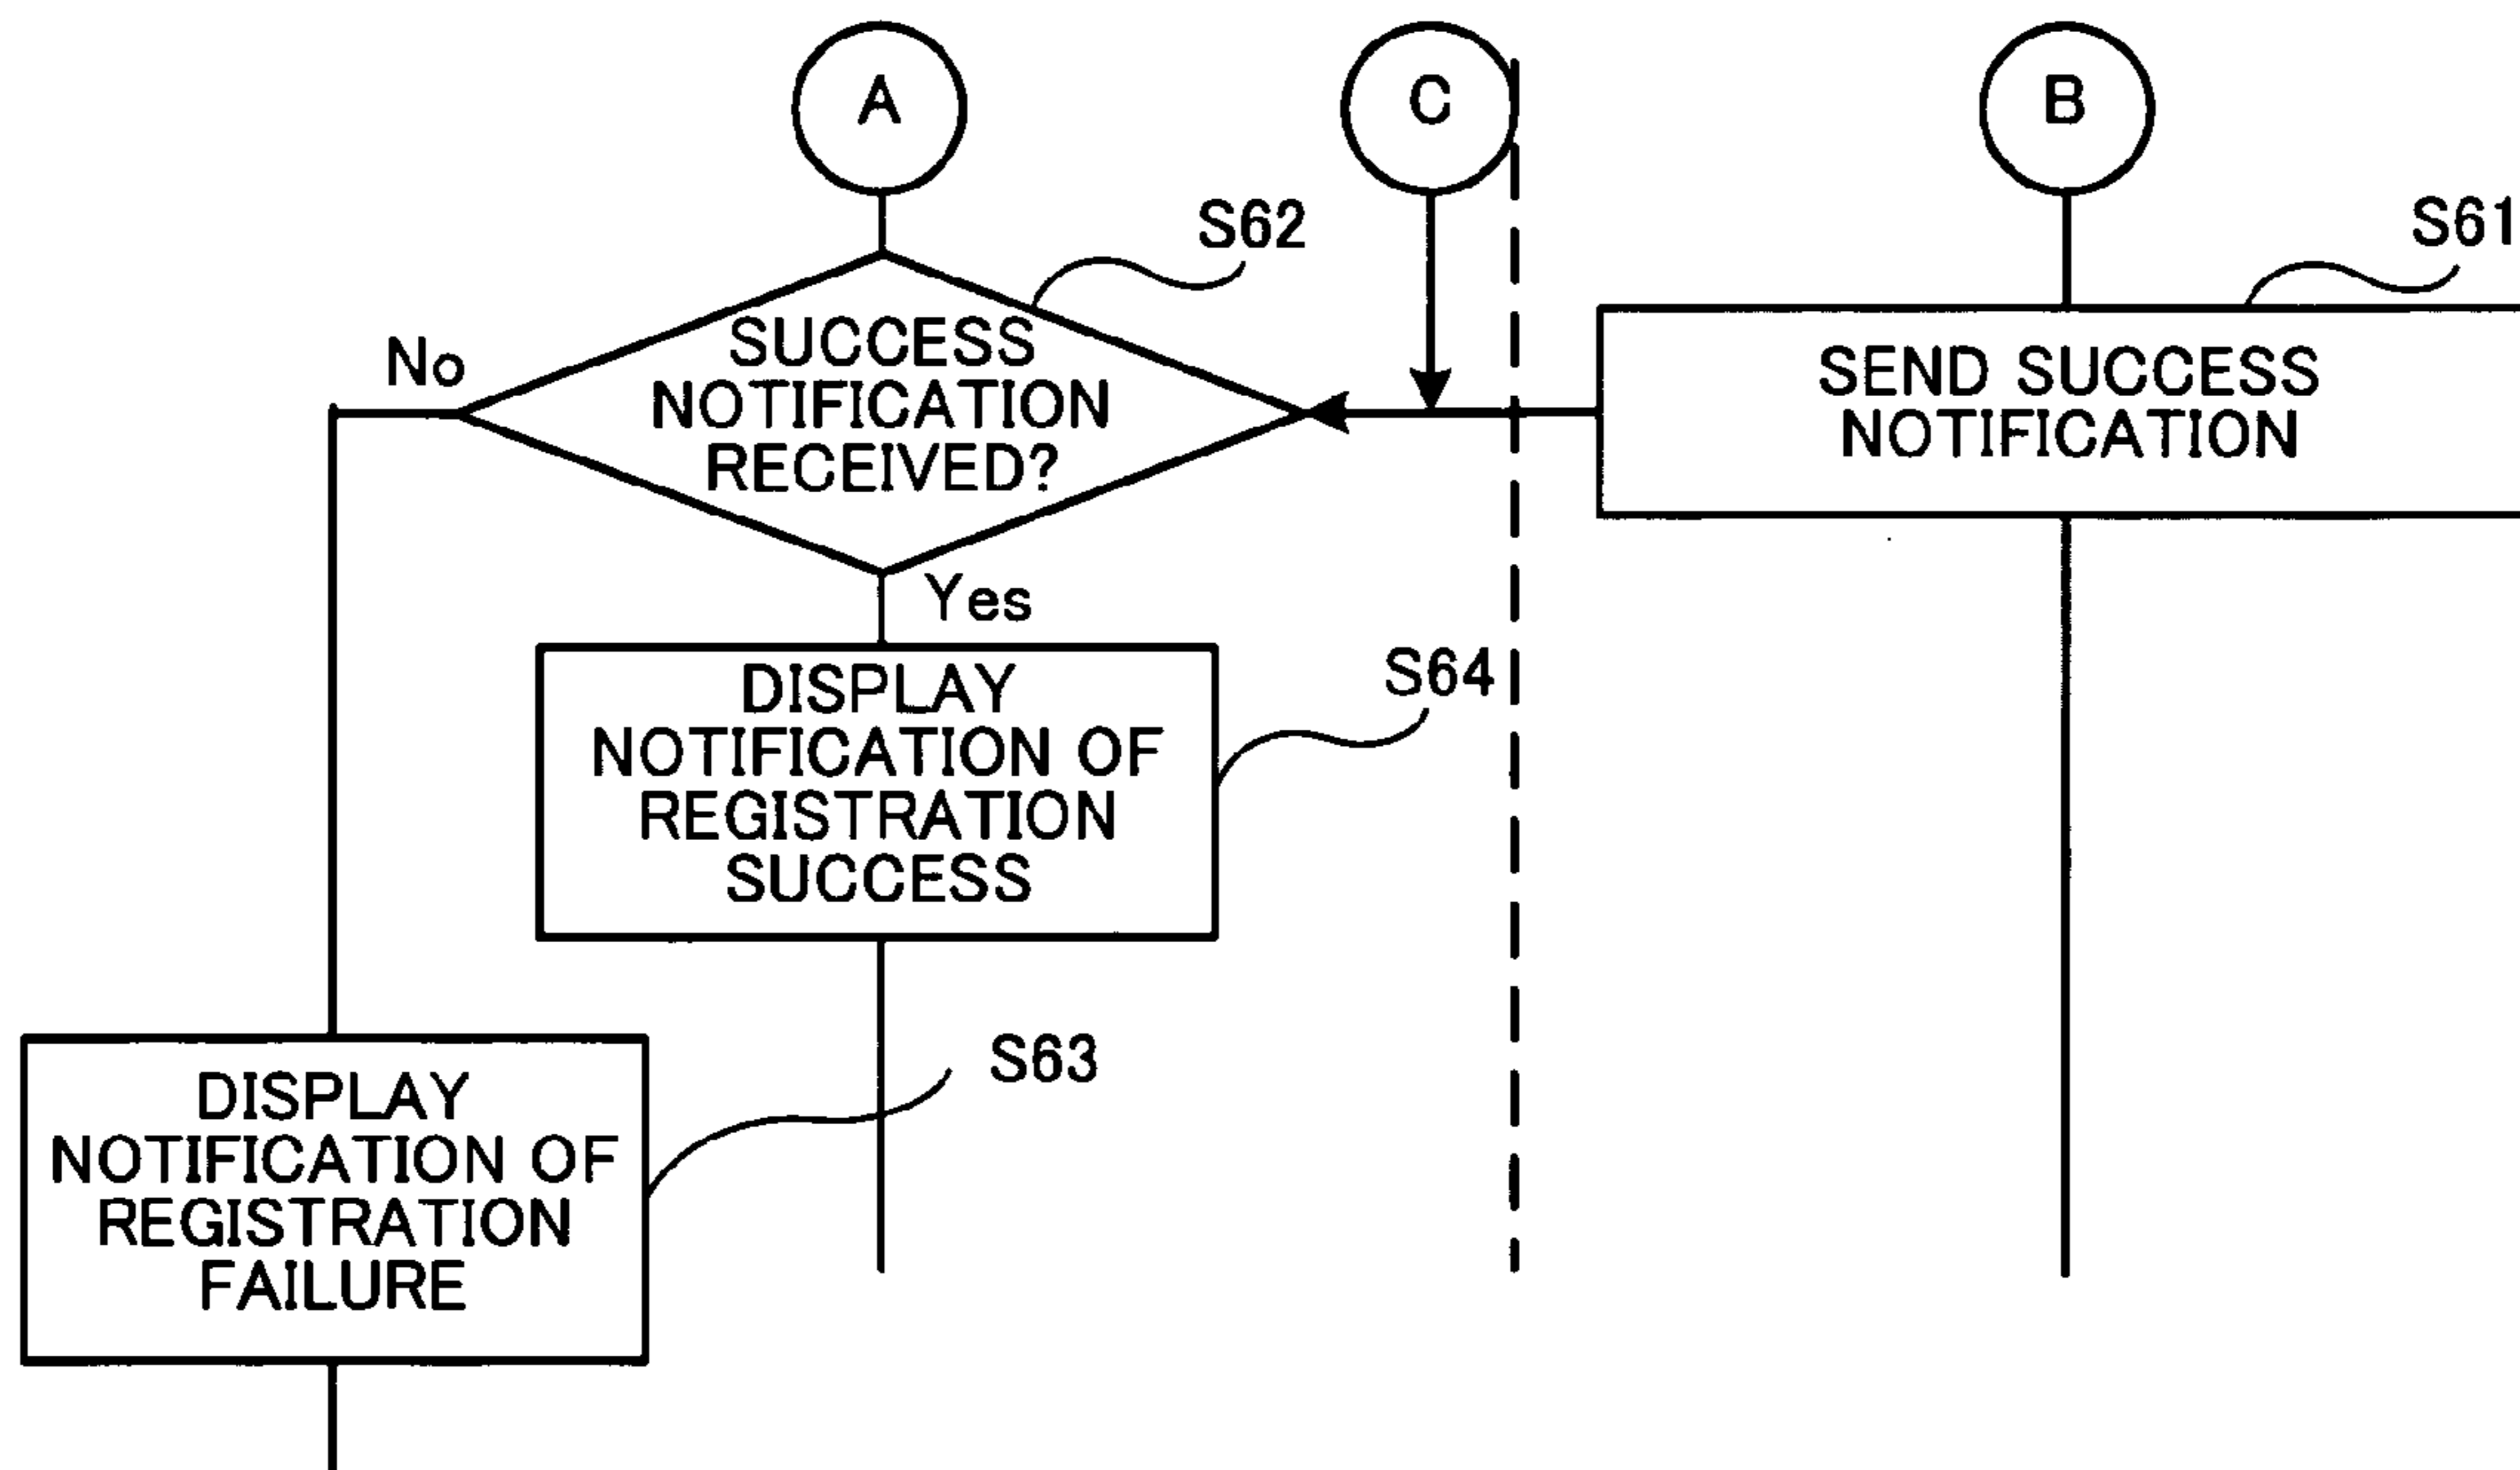 A
C
B
S62
S61
No
SUCCESS
NOTIFICATION
RECEIVED?
SEND SUCCESS
NOTIFICATION
Yes
S64
DISPLAY
NOTIFICATION OF
REGISTRATION
SUCCESS
S63
DISPLAY
NOTIFICATION OF
REGISTRATION
FAILURE